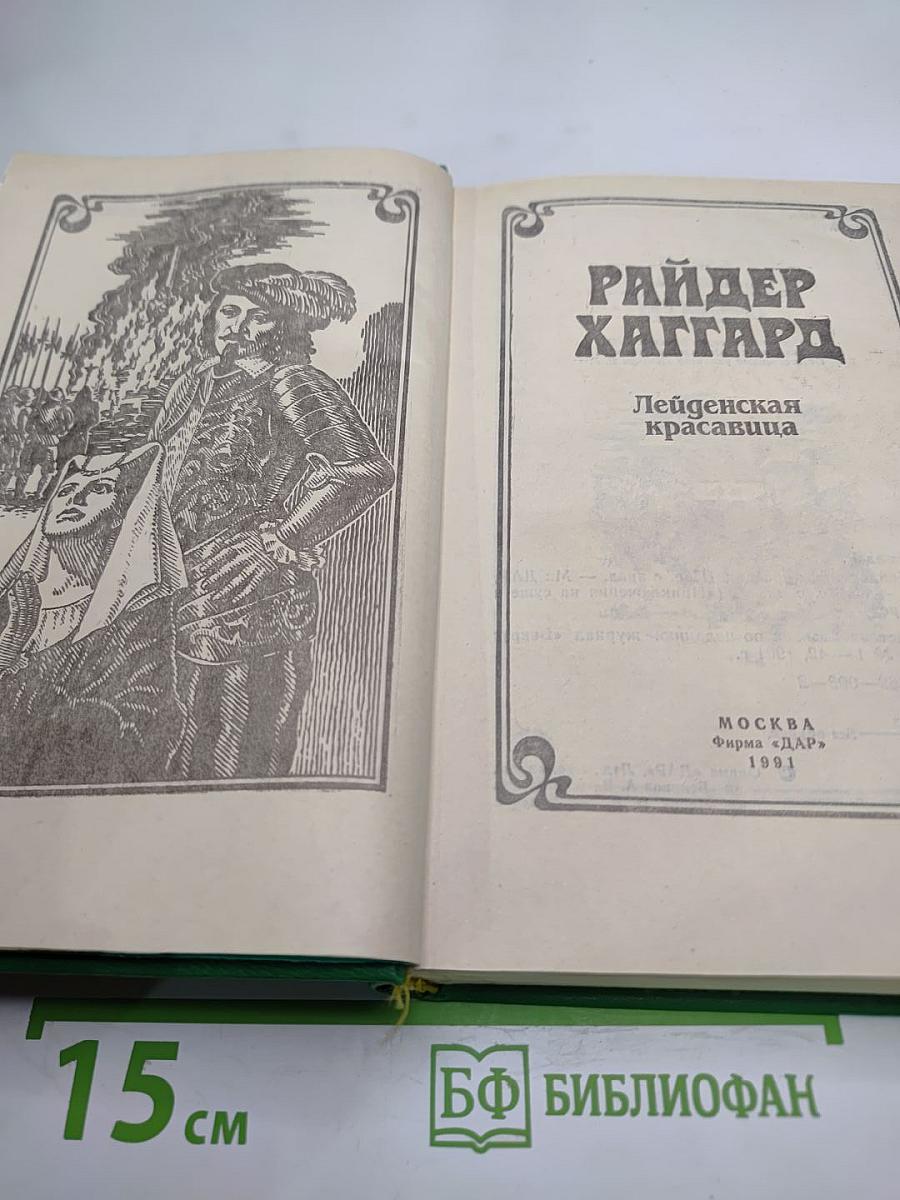 РАЙДЕР
ХАГГАРД
Лейденская
красавица
МОСКВА
Фирма «ДАР»
1991
15 см
БФ БИБЛИОФАН